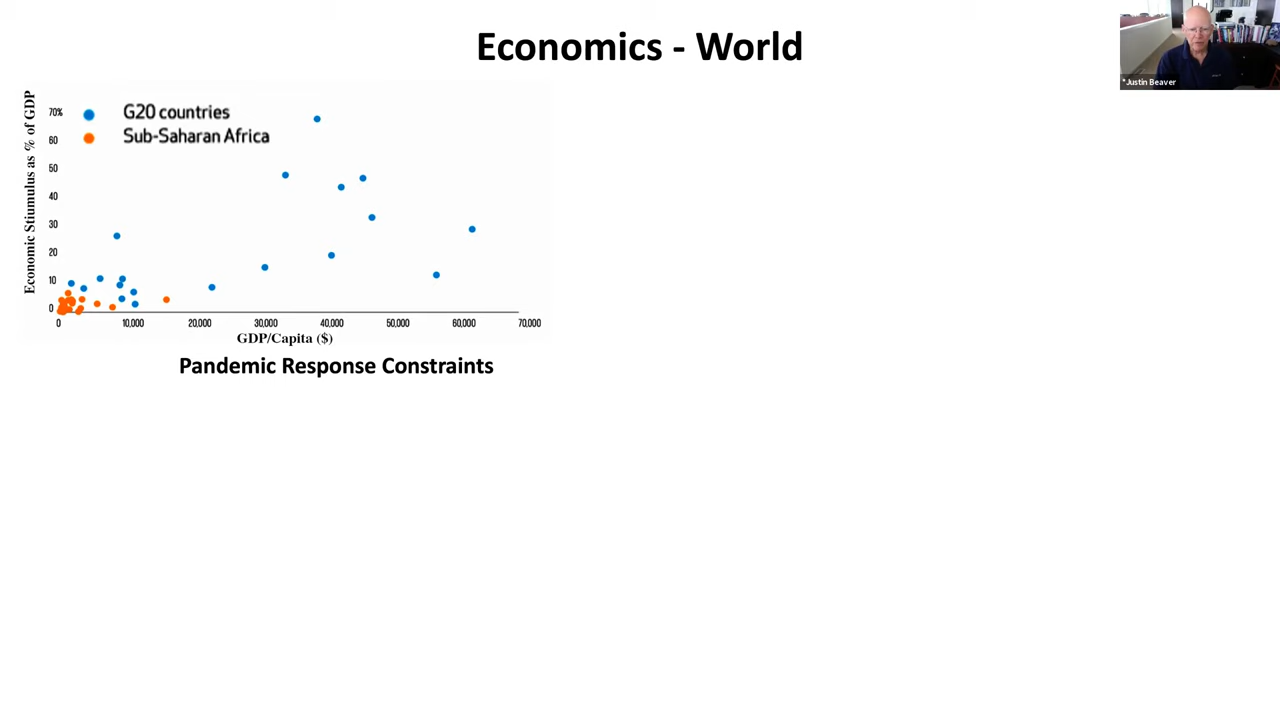 Economics - World
*Justin Beaver
Economic Stiumulus as % of GDP
70%
60
50
40
30
20
10
0
G20 countries
Sub-Saharan Africa
0 10,000 20,000 30,000 40,000 50,000 60,000 70,000
GDP/Capita ($)
Pandemic Response Constraints